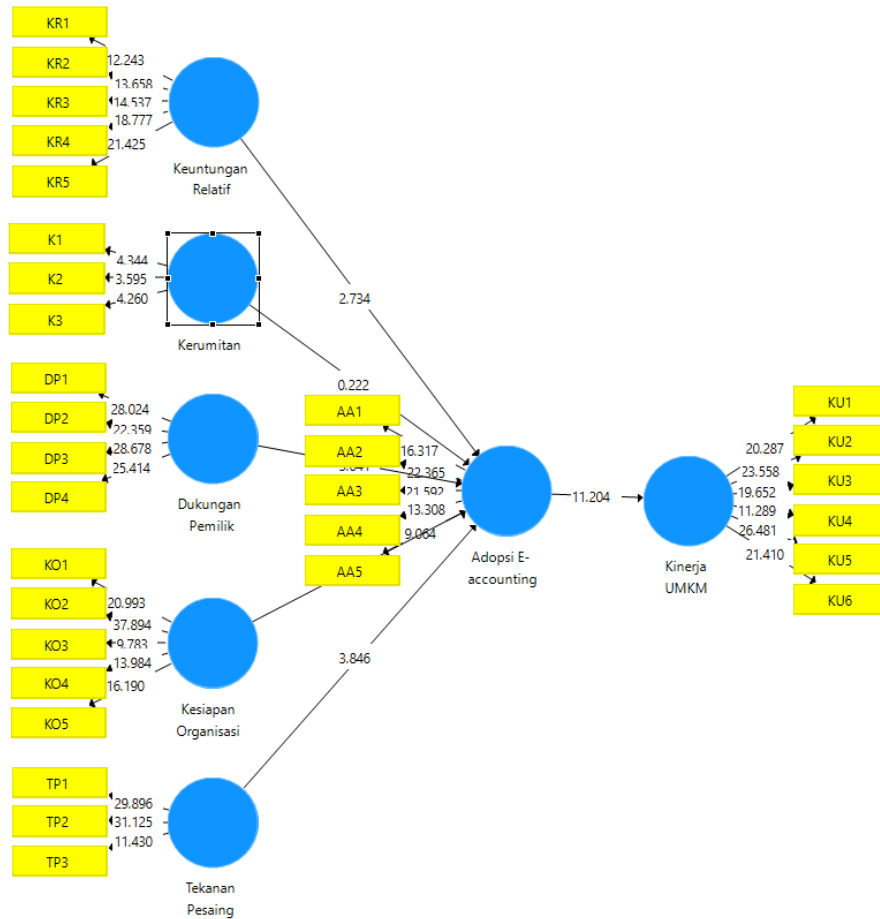 KR1
KR2
KR3
KR4
KR5
12.243
13.658
14.537
18.777
21.425
Keuntungan
Relatif
K1
K2
K3
4.344
3.595
4.260
Kerumitan
2.734
0.222
DP1
DP2
DP3
DP4
28.024
22.359
28.678
25.414
Dukungan
Pemilik
AA1
AA2
AA3
AA4
AA5
16.317
22.365
21.592
13.308
9.064
Adopsi E-
accounting
11.204
Kinerja
UMKM
20.287
23.558
19.652
11.289
26.481
21.410
KU1
KU2
KU3
KU4
KU5
KU6
KO1
KO2
KO3
KO4
KO5
20.993
37.894
9.783
13.984
16.190
Kesiapan
Organisasi
3.846
TP1
TP2
TP3
29.896
31.125
11.430
Tekanan
Pesaing